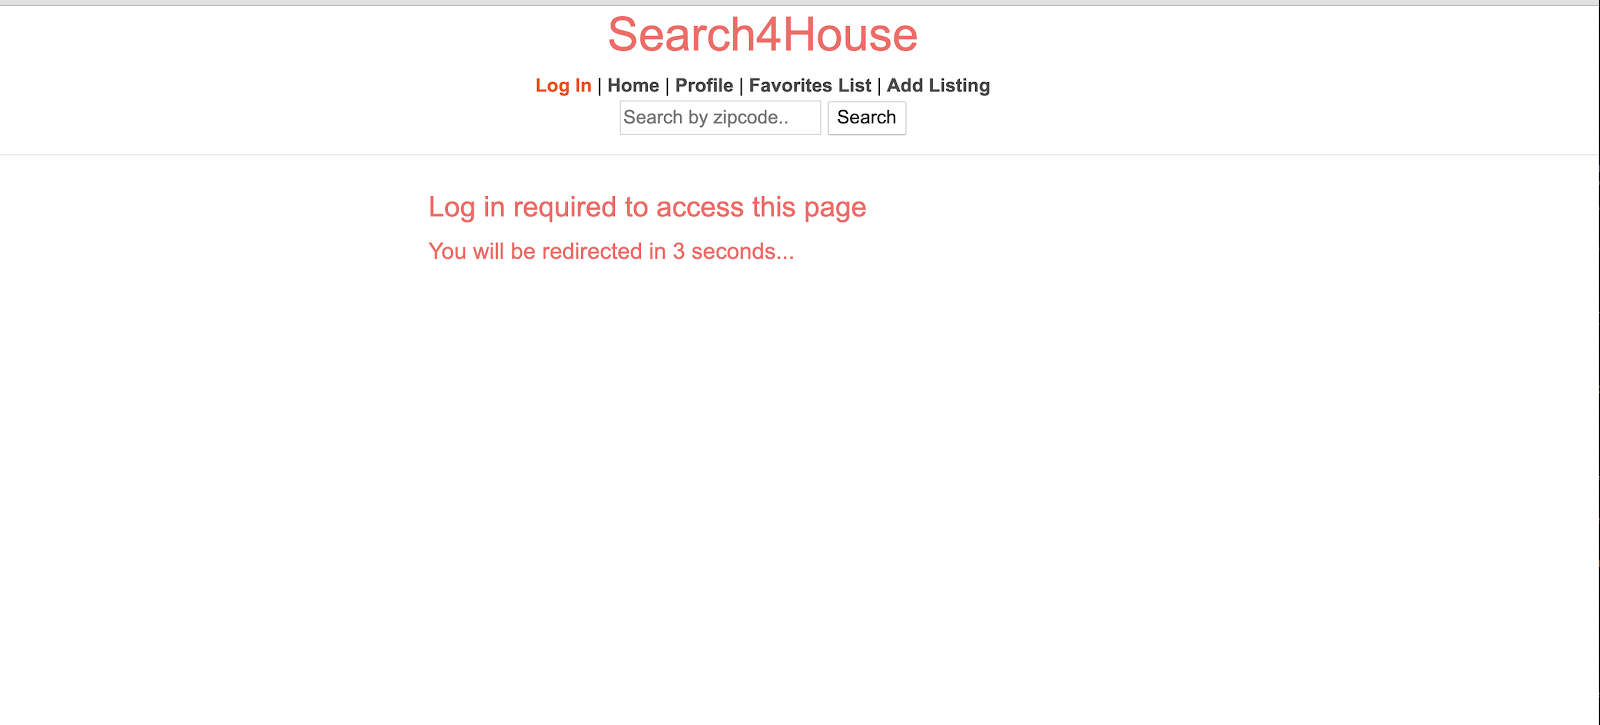 Search4House
Log In | Home | Profile | Favorites List | Add Listing
Search by zipcode.. Search
Log in required to access this page
You will be redirected in 3 seconds...